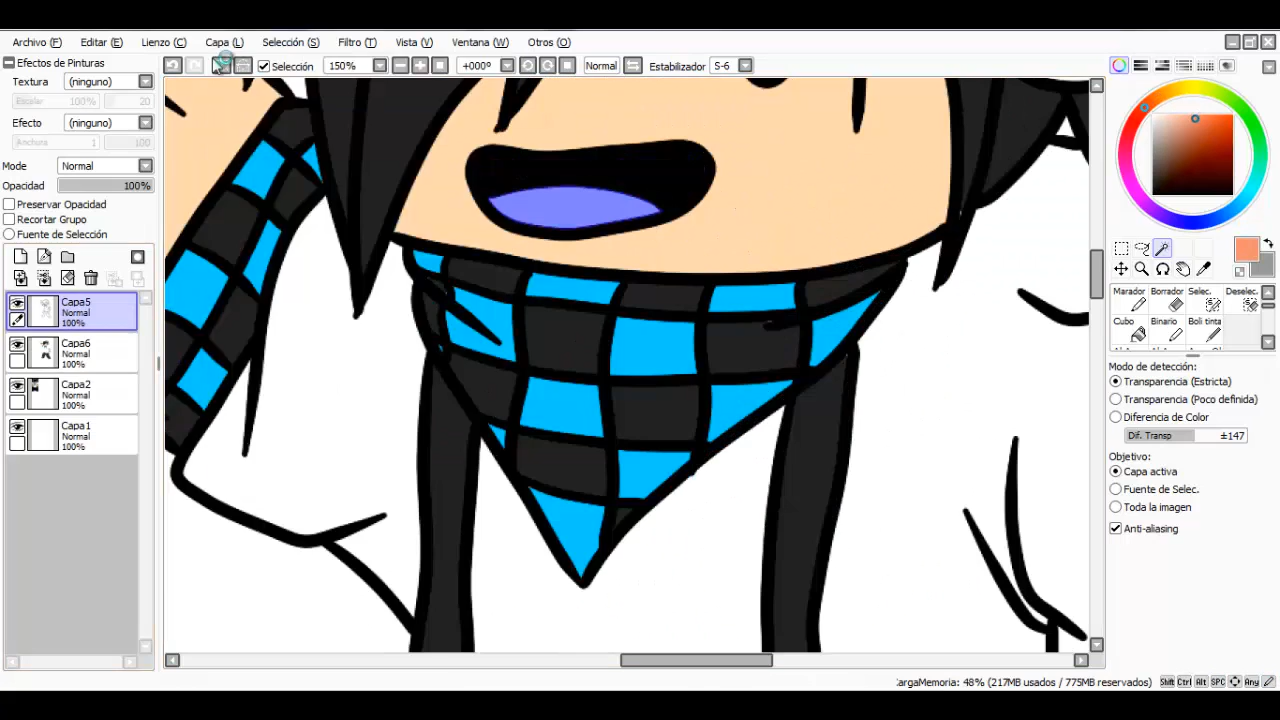 Archivo (F) Editar (E) Lienzo (C) Capa (L) Selección (S) Filtro (T) Vista (V) Ventana (W) Otros (O)
Efectos de Pinturas
Selección 150% +000° Normal Estabilizador S-6
Textura (ninguno)
Escalar 100% 20
Efecto (ninguno)
Anchura 1 100
Mode Normal
Opacidad 100%
Preservar Opacidad
Recortar Grupo
Fuente de Selección
Capa5
Normal
100%
Capa6
Normal
100%
Capa2
Normal
100%
Capa1
Normal
100%
Marador Borrador Selec. Deselec.
Cubo Binario Boli tinta
Modo de detección:
Transparencia (Estricta)
Transparencia (Poco definida)
Diferencia de Color
Dif. Transp ±147
Objetivo:
Capa activa
Fuente de Selec.
Toda la imagen
Anti-aliasing
argaMemoria: 48% (217MB usados / 775MB reservados) Shift Ctrl Alt SPC Any